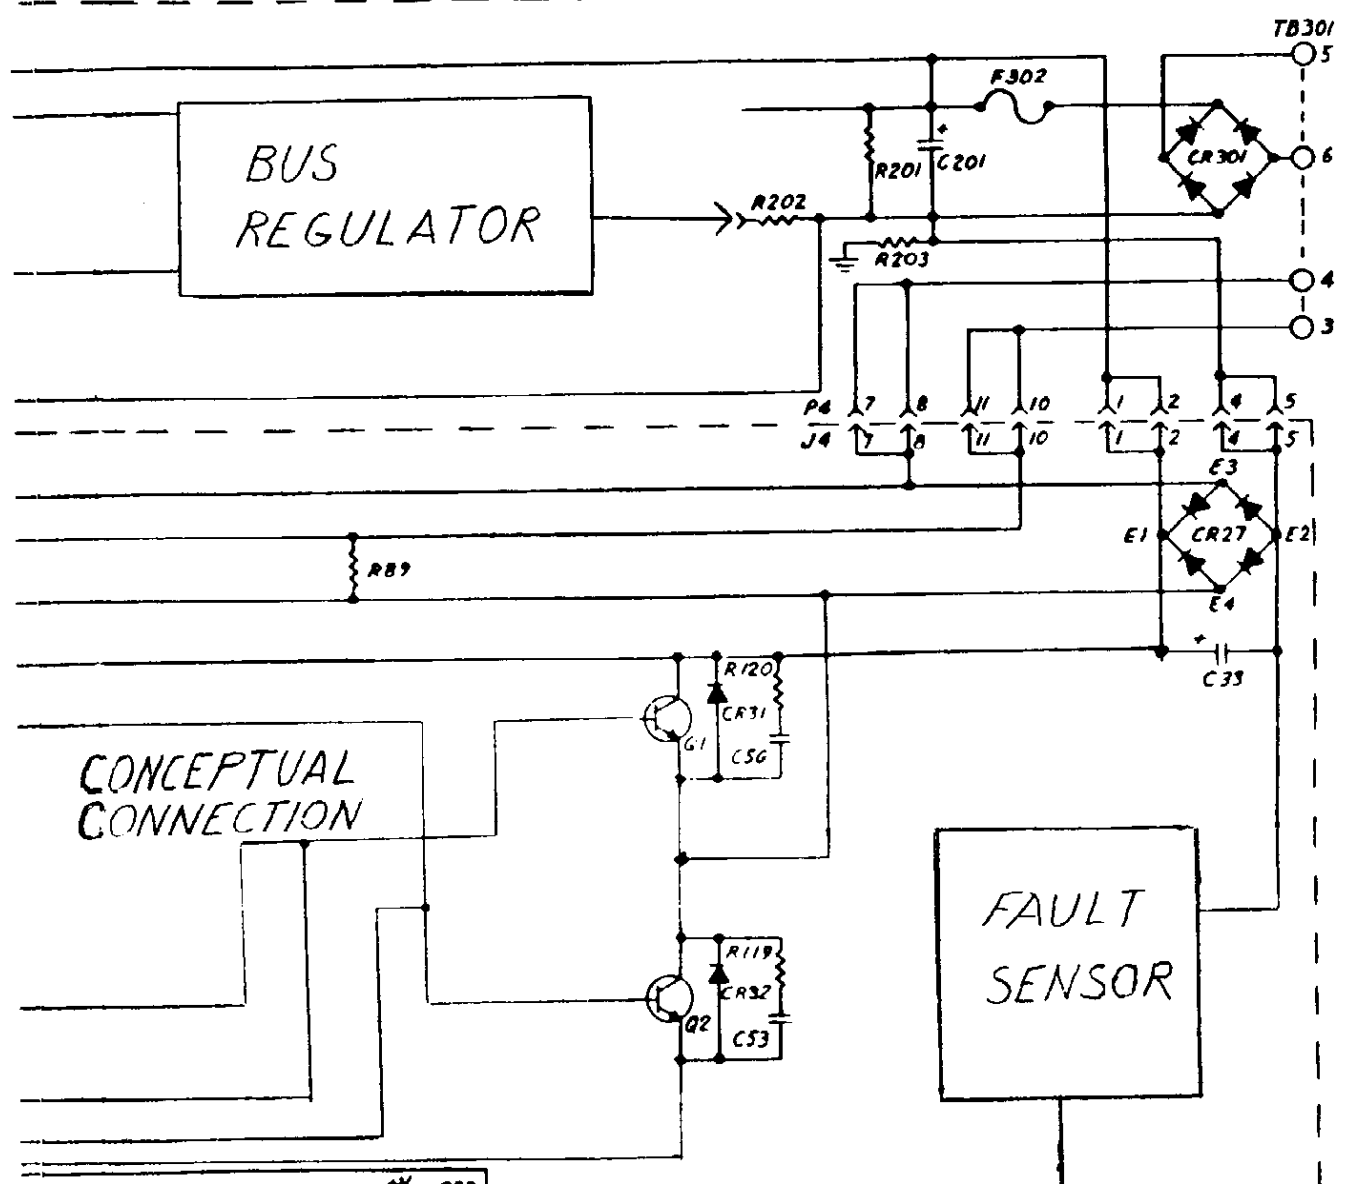 TB301
5
F302
BUS
REGULATOR
R201
C201
+
CR301
6
R202
R203
4
3
P4 7 8 11 10 1 2 4 5
J4 7 8 11 10 1 2 4 5
E3
E1
CR27
E2
R89
E4
+
C33
R120
CR31
Q1
C56
CONCEPTUAL
CONNECTION
FAULT
SENSOR
R119
CR32
Q2
C53